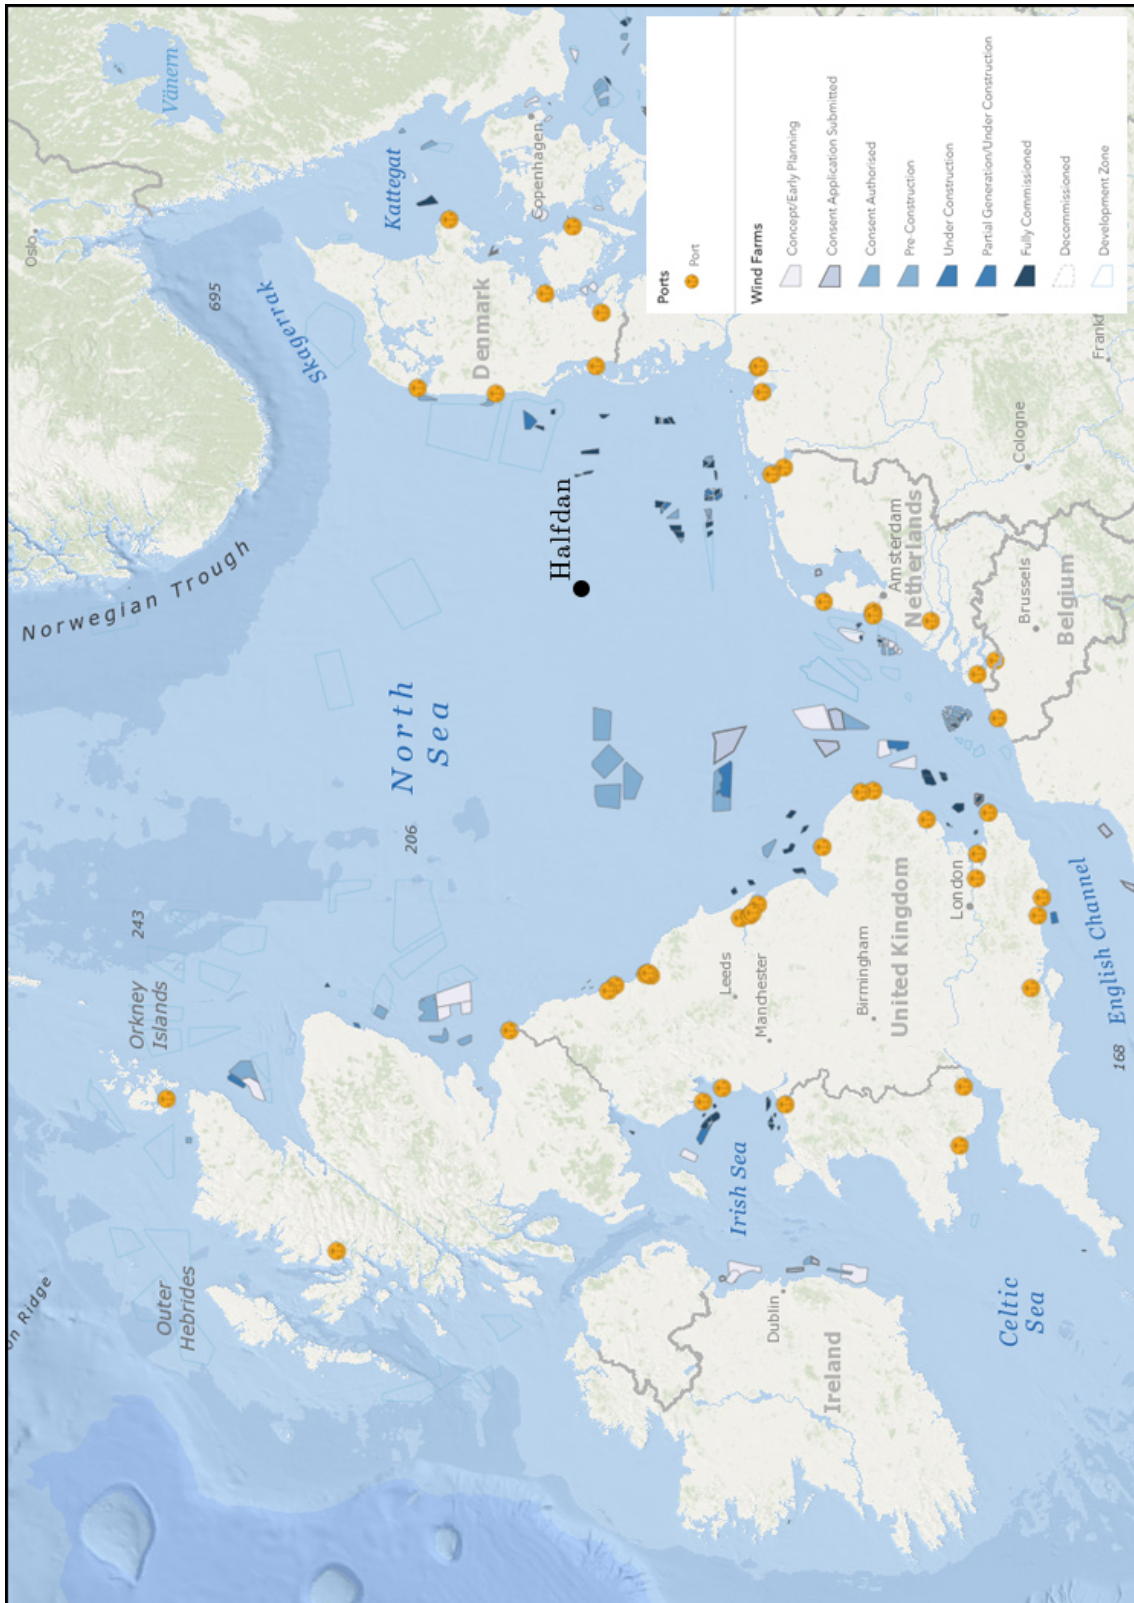 on Ridge
Outer
Hebrides
Orkney
Islands
243
206
North
Sea
Norwegian Trough
Skagerrak
695
Oslo
Vänern
Kattegat
Copenhagen
Denmark
Halfdan
Irish Sea
Dublin
Ireland
Celtic
Sea
Leeds
Manchester
Birmingham
United Kingdom
London
English Channel
168
Amsterdam
Netherlands
Brussels
Belgium
Cologne
Frankf
Ports
Port
Wind Farms
Concept/Early Planning
Consent Application Submitted
Consent Authorised
Pre-Construction
Under Construction
Partial Generation/Under Construction
Fully Commissioned
Decommissioned
Development Zone